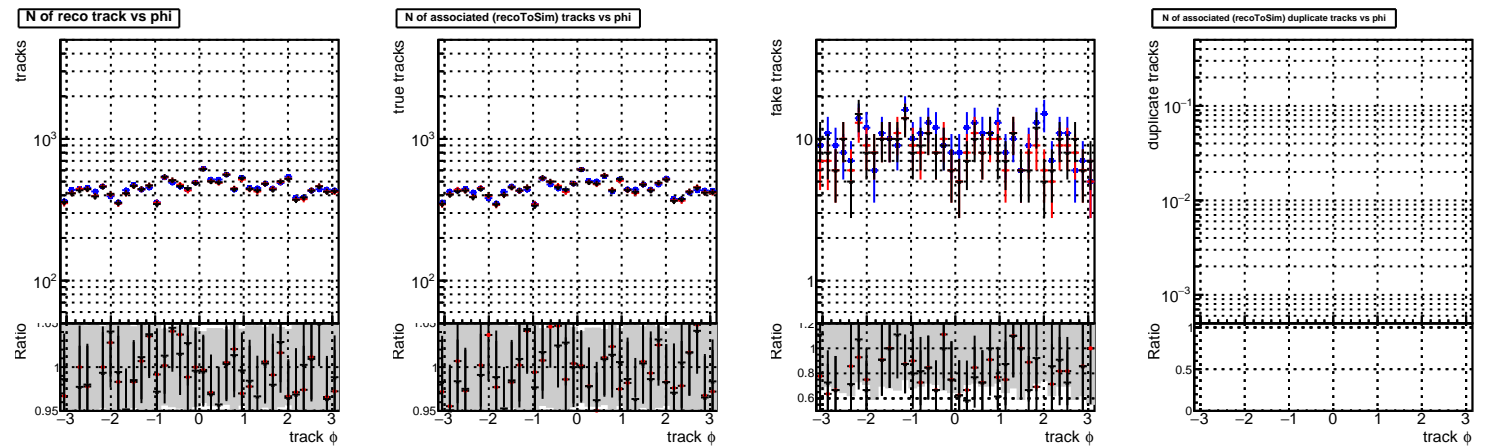 N of reco track vs phi
tracks
10³
10²
Ratio
1.05
1
0.95
−3 −2 −1 0 1 2 3
track ϕ
N of associated (recoToSim) tracks vs phi
true tracks
10³
10²
Ratio
1.05
1
0.95
−3 −2 −1 0 1 2 3
track ϕ
fake tracks
10
1
Ratio
1.2
1
0.8
0.6
−3 −2 −1 0 1 2 3
track ϕ
N of associated (recoToSim) duplicate tracks vs phi
duplicate tracks
10⁻¹
10⁻²
10⁻³
Ratio
1
0.5
0
−3 −2 −1 0 1 2 3
track ϕ